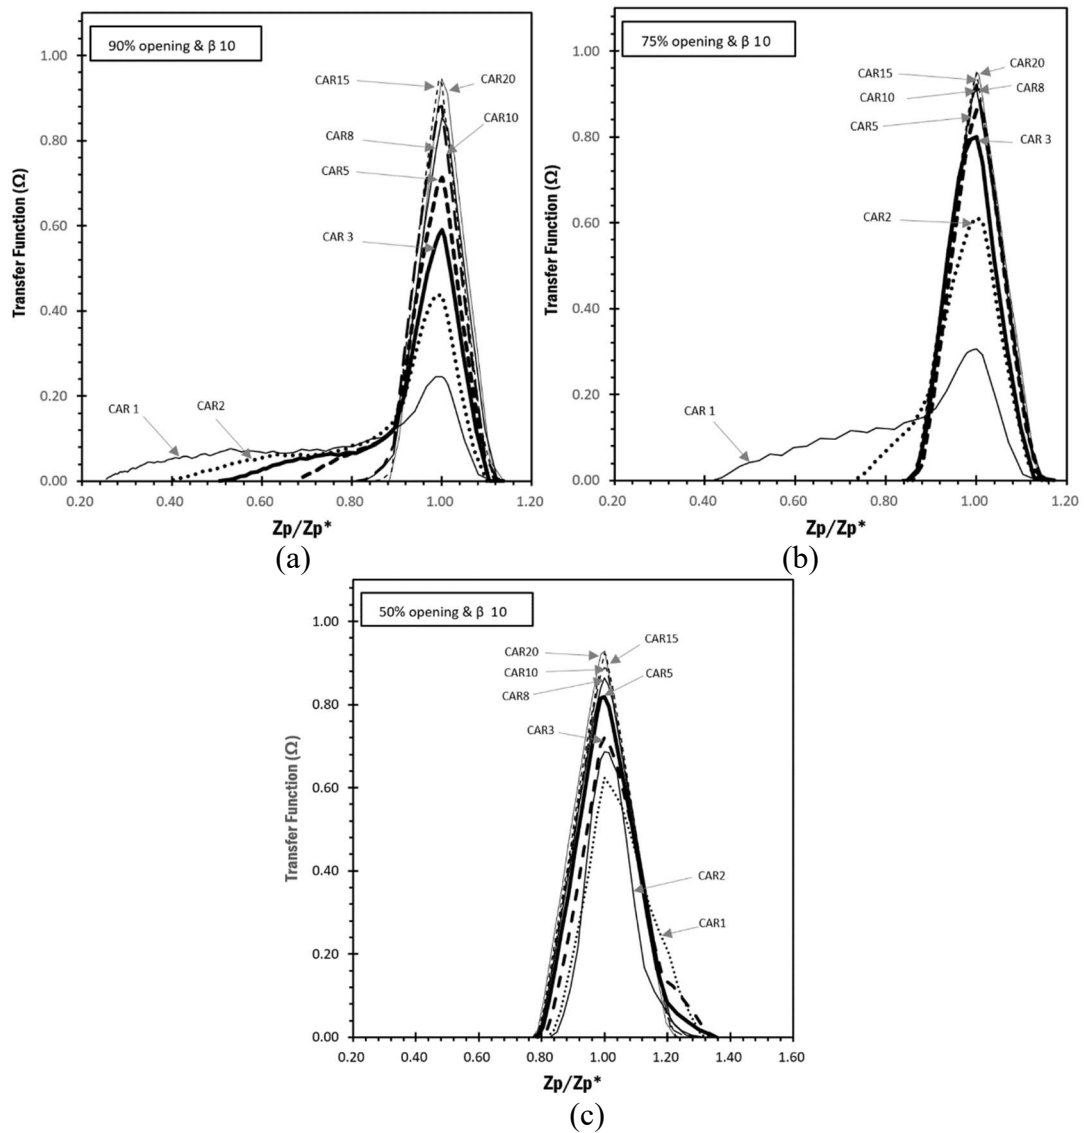 90% opening & β 10
1.00
0.80
0.60
0.40
0.20
0.00
Transfer Function (Ω)
CAR15
CAR20
CAR8
CAR10
CAR5
CAR 3
CAR 1
CAR2
0.20
0.40
0.60
0.80
1.00
1.20
Zp/Zp*
(a)
75% opening & β 10
1.00
0.80
0.60
0.40
0.20
0.00
Transfer Function (Ω)
CAR20
CAR15
CAR8
CAR10
CAR5
CAR 3
CAR2
CAR 1
0.20
0.40
0.60
0.80
1.00
1.20
Zp/Zp*
(b)
50% opening & β 10
1.00
0.80
0.60
0.40
0.20
0.00
Transfer Function (Ω)
CAR15
CAR20
CAR10
CAR5
CAR8
CAR3
CAR2
CAR1
0.20
0.40
0.60
0.80
1.00
1.20
1.40
1.60
Zp/Zp*
(c)